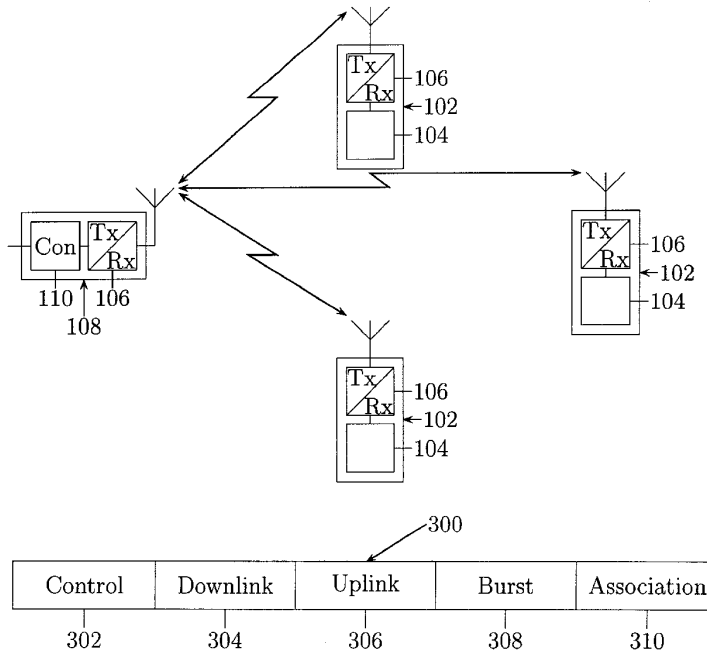 Tx
Rx
106
102
104
Con
Tx
Rx
110
106
108
Tx
Rx
106
102
104
Tx
Rx
106
102
104
300
Control
Downlink
Uplink
Burst
Association
302
304
306
308
310